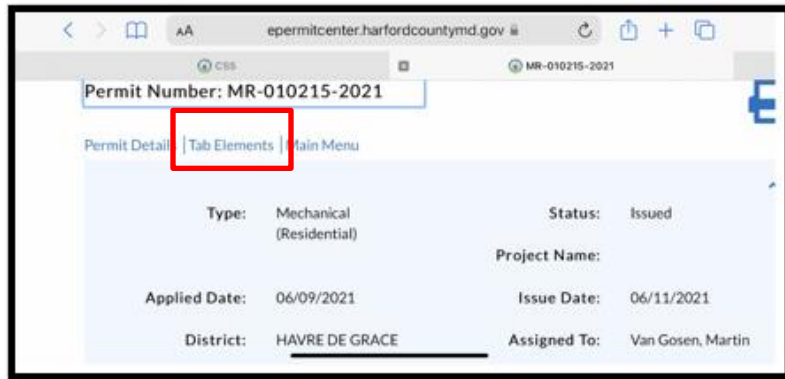 AA epermitcenter.harfordcountymd.gov
CSS MR-010215-2021
Permit Number: MR-010215-2021
Permit Details | Tab Elements | Main Menu
Type: Mechanical (Residential) Status: Issued
Project Name:
Applied Date: 06/09/2021 Issue Date: 06/11/2021
District: HAVRE DE GRACE Assigned To: Van Gosen, Martin